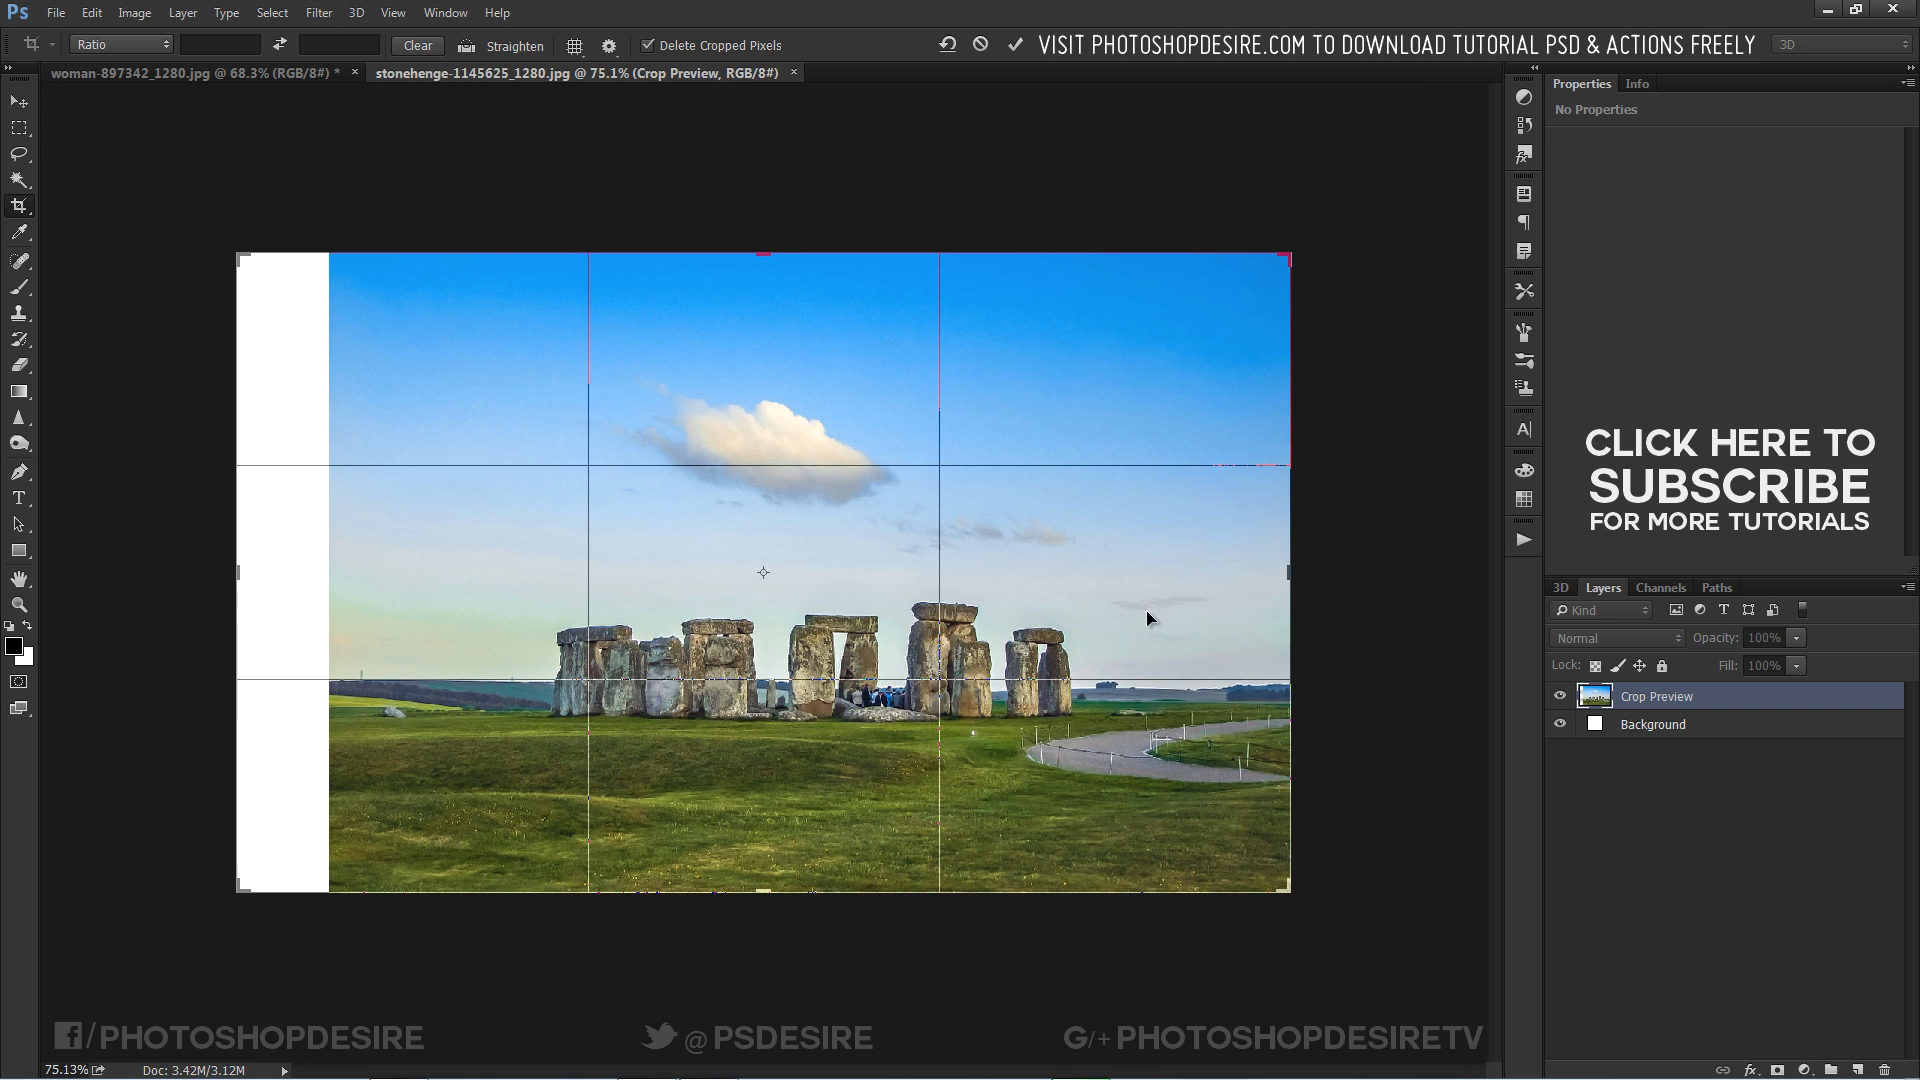 Ps File Edit Image Layer Type Select Filter 3D View Window Help
Ratio Clear Straighten Delete Cropped Pixels VISIT PHOTOSHOPDESIRE.COM TO DOWNLOAD TUTORIAL PSD & ACTIONS FREELY 3D
woman-897342_1280.jpg @ 68.3% (RGB/8#) * × stonehenge-1145625_1280.jpg @ 75.1% (Crop Preview, RGB/8#) ×
Properties Info
No Properties
CLICK HERE TO
SUBSCRIBE
FOR MORE TUTORIALS
3D Layers Channels Paths
Kind
Normal Opacity: 100%
Lock: Fill: 100%
Crop Preview
Background
f/PHOTOSHOPDESIRE @PSDESIRE G/+PHOTOSHOPDESIRETV
75.13% Doc: 3.42M/3.12M